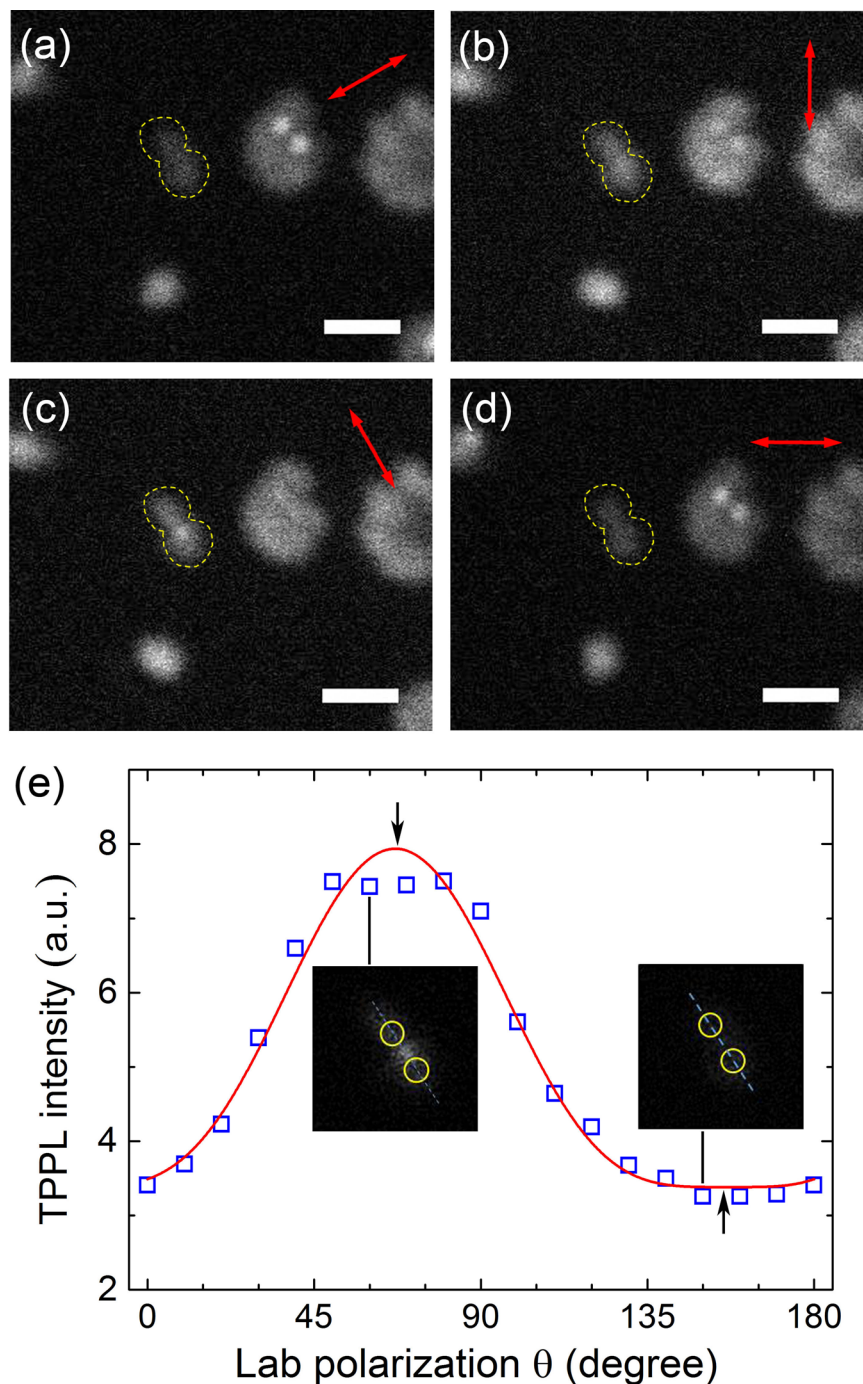 (a)
(b)
(c)
(d)
(e)
8
6
4
2
TPPL intensity (a.u.)
0 45 90 135 180
Lab polarization θ (degree)